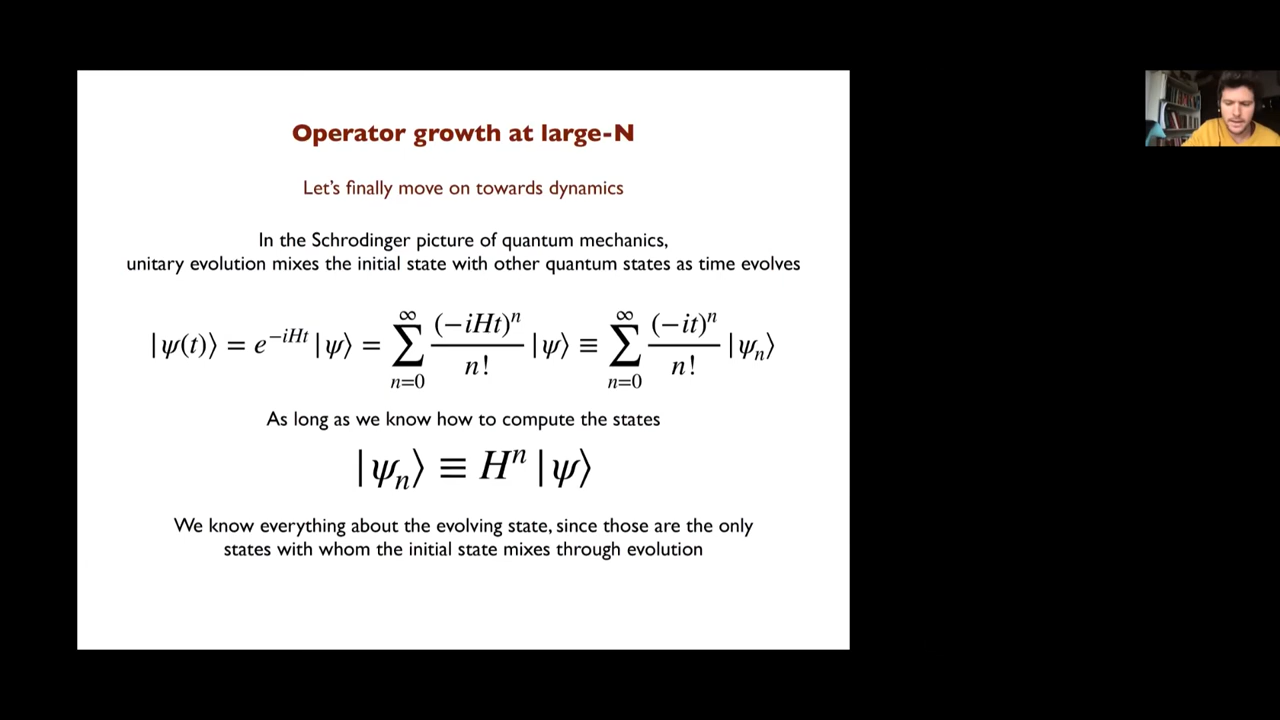 Operator growth at large-N
Let's finally move on towards dynamics
In the Schrodinger picture of quantum mechanics,
unitary evolution mixes the initial state with other quantum states as time evolves
|ψ(t)⟩ = e^{−iHt} |ψ⟩ = ∑_{n=0}^{∞} (−iHt)^n / n! |ψ⟩ ≡ ∑_{n=0}^{∞} (−it)^n / n! |ψ_n⟩
As long as we know how to compute the states
|ψ_n⟩ ≡ H^n |ψ⟩
We know everything about the evolving state, since those are the only
states with whom the initial state mixes through evolution